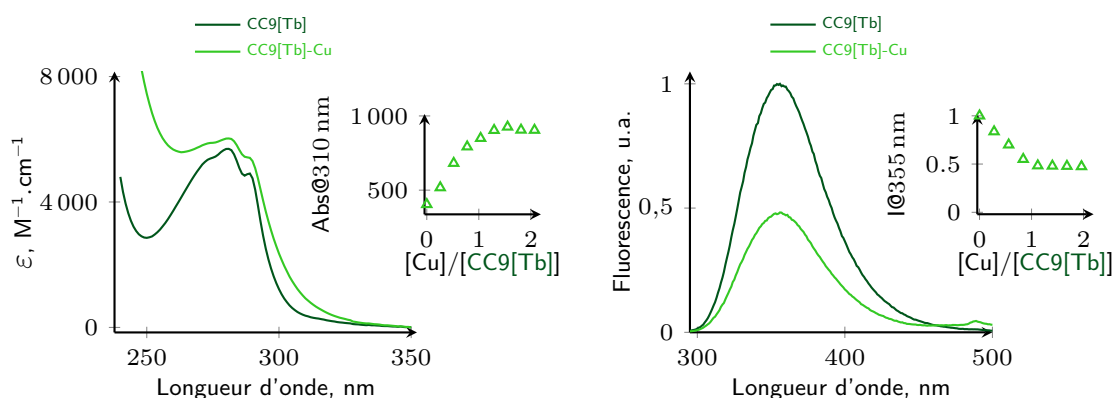 CC9[Tb]
CC9[Tb]-Cu
8 000
4 000
0
250
300
350
Longueur d'onde, nm
ε, M−1.cm−1
1 000
500
0
1
2
Abs@310 nm
[Cu]/[CC9[Tb]]
CC9[Tb]
CC9[Tb]-Cu
1
0,5
0
300
400
500
Longueur d'onde, nm
Fluorescence, u.a.
1
0.5
0
0
1
2
I@355 nm
[Cu]/[CC9[Tb]]